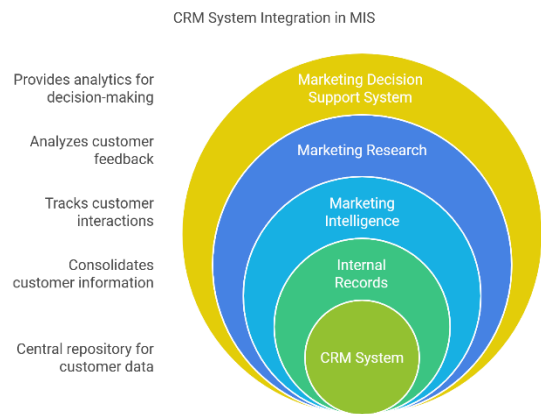 CRM System Integration in MIS
Provides analytics for
decision-making
Marketing Decision
Support System
Analyzes customer
feedback
Marketing Research
Tracks customer
interactions
Marketing
Intelligence
Consolidates
customer information
Internal
Records
Central repository for
customer data
CRM System